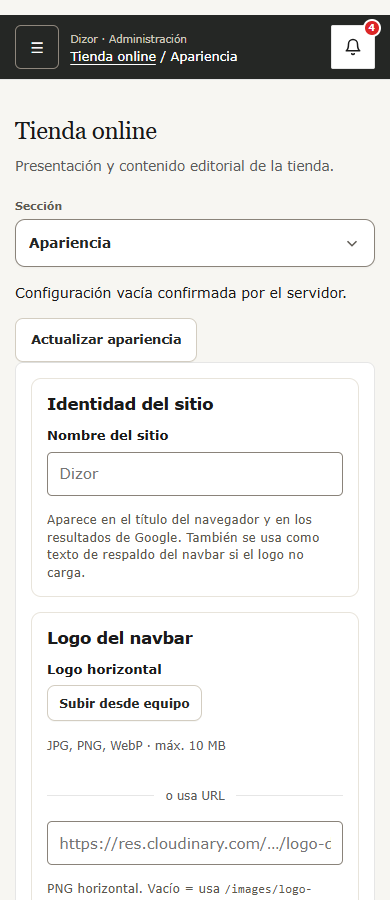 Dizor · Administración
Tienda online / Apariencia
4
Tienda online
Presentación y contenido editorial de la tienda.
Sección
Apariencia
Configuración vacía confirmada por el servidor.
Actualizar apariencia
Identidad del sitio
Nombre del sitio
Dizor
Aparece en el título del navegador y en los
resultados de Google. También se usa como
texto de respaldo del navbar si el logo no
carga.
Logo del navbar
Logo horizontal
Subir desde equipo
JPG, PNG, WebP · máx. 10 MB
o usa URL
https://res.cloudinary.com/.../logo-c
PNG horizontal. Vacío = usa /images/logo-